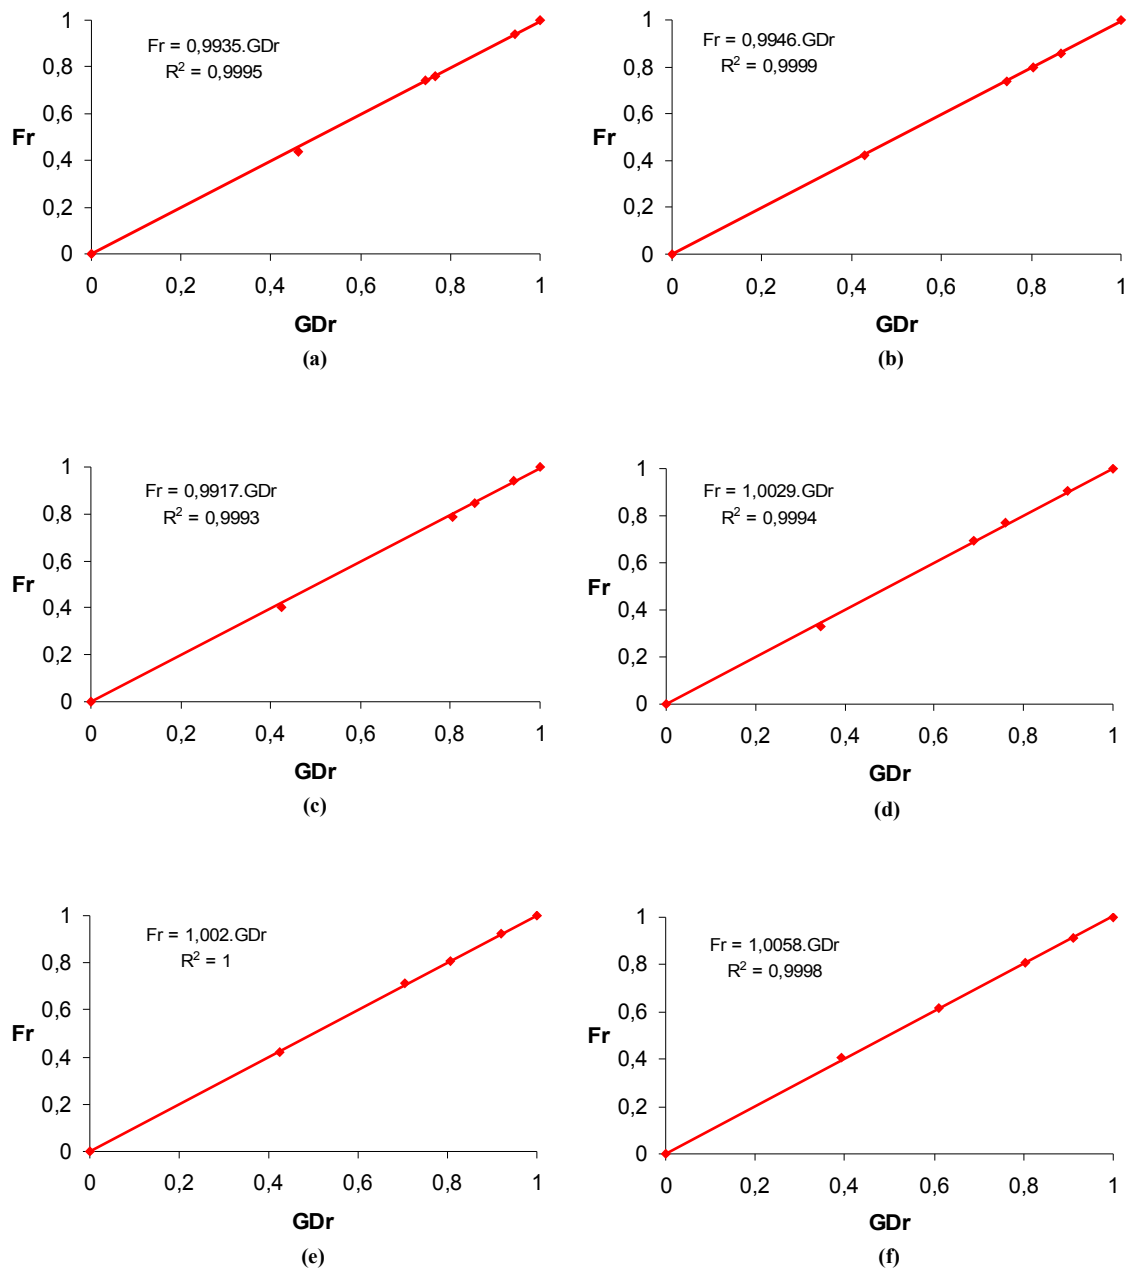 Fr = 0,9935.GDr
R² = 0,9995
1
0,8
0,6
0,4
0,2
0
Fr
0 0,2 0,4 0,6 0,8 1
GDr
(a)
Fr = 0,9946.GDr
R² = 0,9999
1
0,8
0,6
0,4
0,2
0
Fr
0 0,2 0,4 0,6 0,8 1
GDr
(b)
Fr = 0,9917.GDr
R² = 0,9993
1
0,8
0,6
0,4
0,2
0
Fr
0 0,2 0,4 0,6 0,8 1
GDr
(c)
Fr = 1,0029.GDr
R² = 0,9994
1
0,8
0,6
0,4
0,2
0
Fr
0 0,2 0,4 0,6 0,8 1
GDr
(d)
Fr = 1,002.GDr
R² = 1
1
0,8
0,6
0,4
0,2
0
Fr
0 0,2 0,4 0,6 0,8 1
GDr
(e)
Fr = 1,0058.GDr
R² = 0,9998
1
0,8
0,6
0,4
0,2
0
Fr
0 0,2 0,4 0,6 0,8 1
GDr
(f)